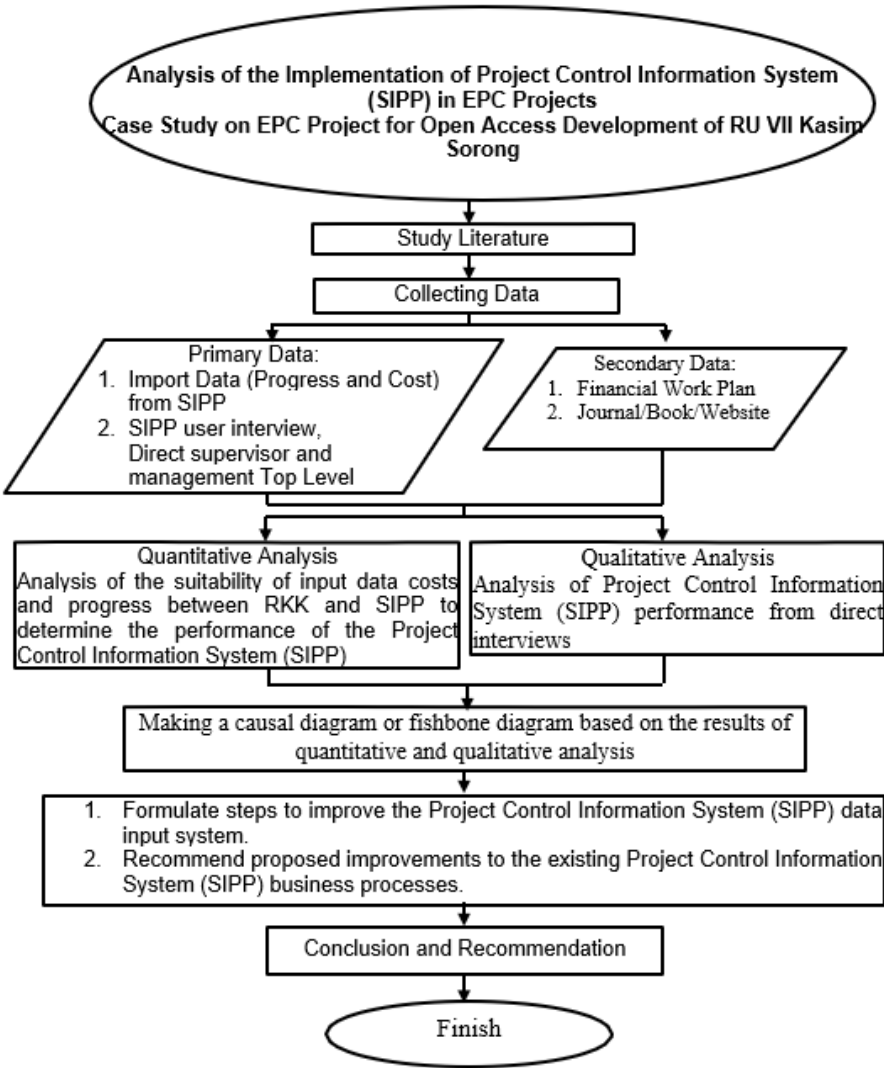 Analysis of the Implementation of Project Control Information System
(SIPP) in EPC Projects
Case Study on EPC Project for Open Access Development of RU VII Kasim
Sorong
Study Literature
Collecting Data
Primary Data:
1. Import Data (Progress and Cost)
from SIPP
2. SIPP user interview,
Direct supervisor and
management Top Level
Secondary Data:
1. Financial Work Plan
2. Journal/Book/Website
Quantitative Analysis
Analysis of the suitability of input data costs
and progress between RKK and SIPP to
determine the performance of the Project
Control Information System (SIPP)
Qualitative Analysis
Analysis of Project Control Information
System (SIPP) performance from direct
interviews
Making a causal diagram or fishbone diagram based on the results of
quantitative and qualitative analysis
1. Formulate steps to improve the Project Control Information System (SIPP) data
input system.
2. Recommend proposed improvements to the existing Project Control Information
System (SIPP) business processes.
Conclusion and Recommendation
Finish